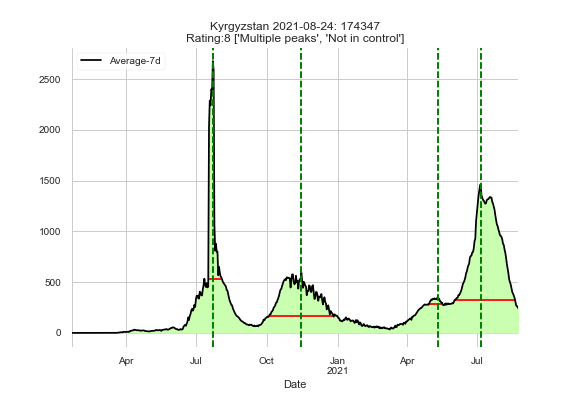 Kyrgyzstan 2021-08-24: 174347
Rating:8 ['Multiple peaks', 'Not in control']
Average-7d
2500
2000
1500
1000
500
0
Apr Jul Oct Jan Apr Jul
2021
Date